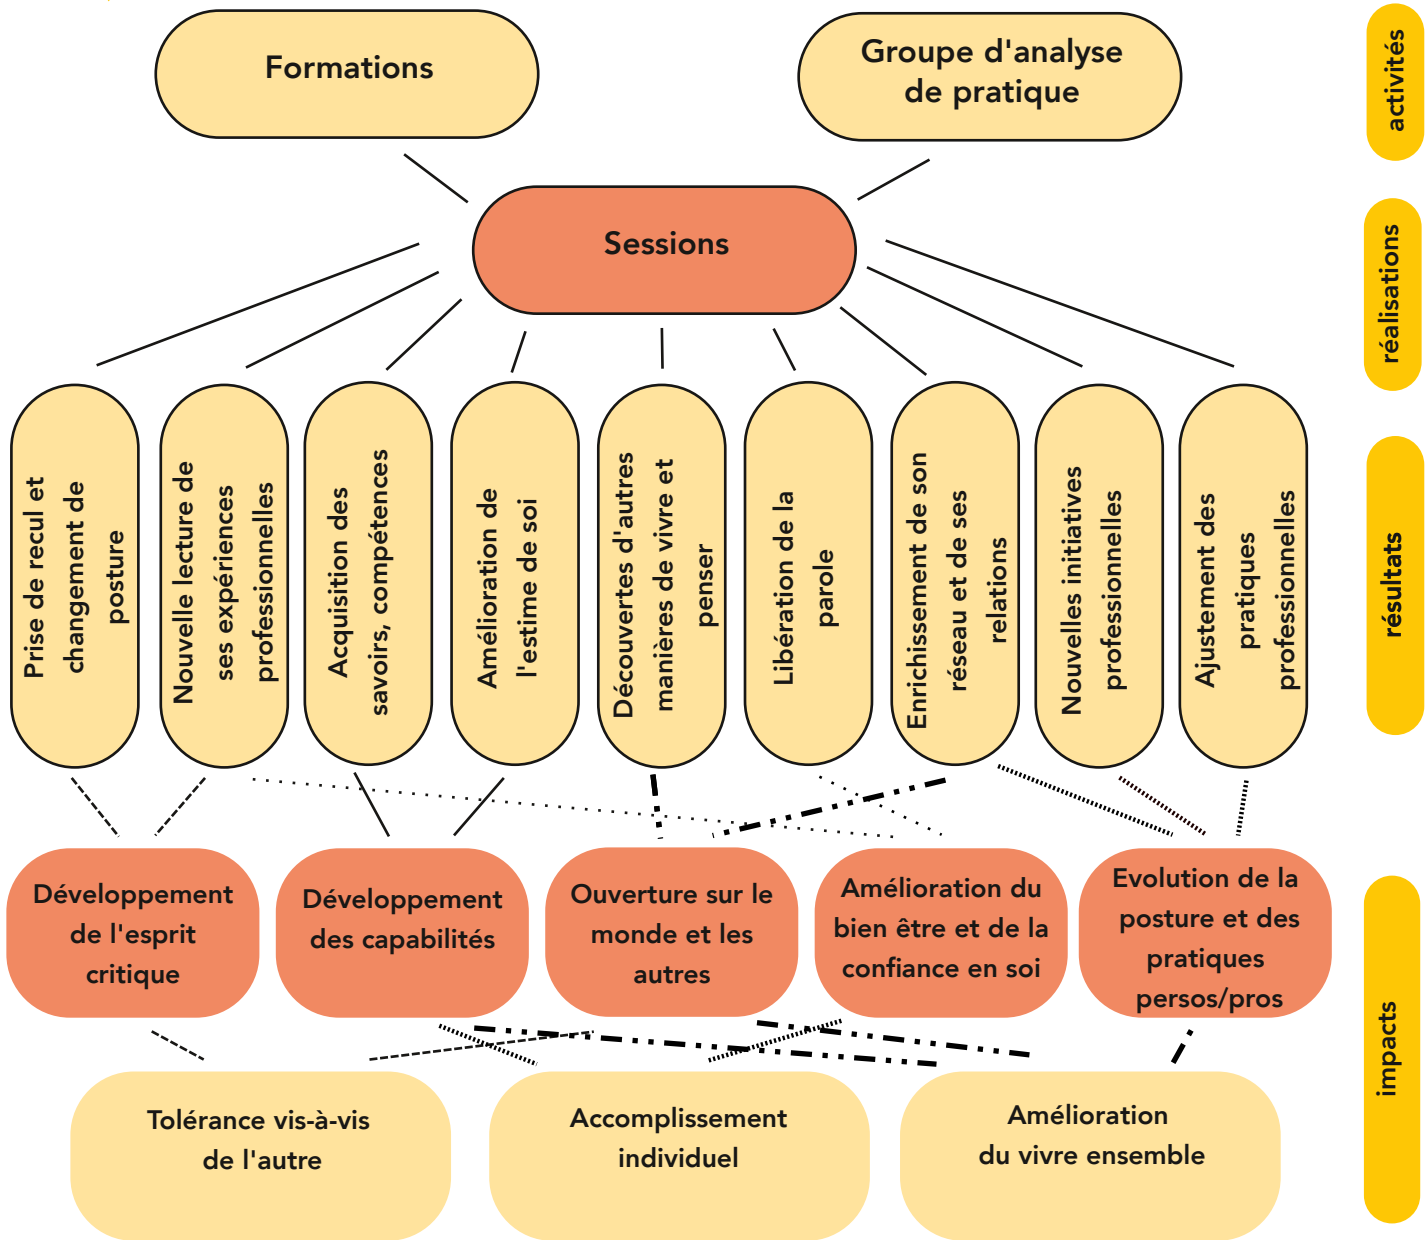 Formations
Groupe d'analyse
de pratique
activités
Sessions
réalisations
Prise de recul et
changement de
posture
Nouvelle lecture de
ses expériences
professionnelles
Acquisition des
savoirs, compétences
Amélioration de
l'estime de soi
Découvertes d'autres
manières de vivre et
penser
Libération de la
parole
Enrichissement de son
réseau et de ses
relations
Nouvelles initiatives
professionnelles
Ajustement des
pratiques
professionnelles
résultats
Développement
de l'esprit
critique
Développement
des capabilités
Ouverture sur le
monde et les
autres
Amélioration du
bien être et de la
confiance en soi
Evolution de la
posture et des
pratiques
persos/pros
impacts
Tolérance vis-à-vis
de l'autre
Accomplissement
individuel
Amélioration
du vivre ensemble